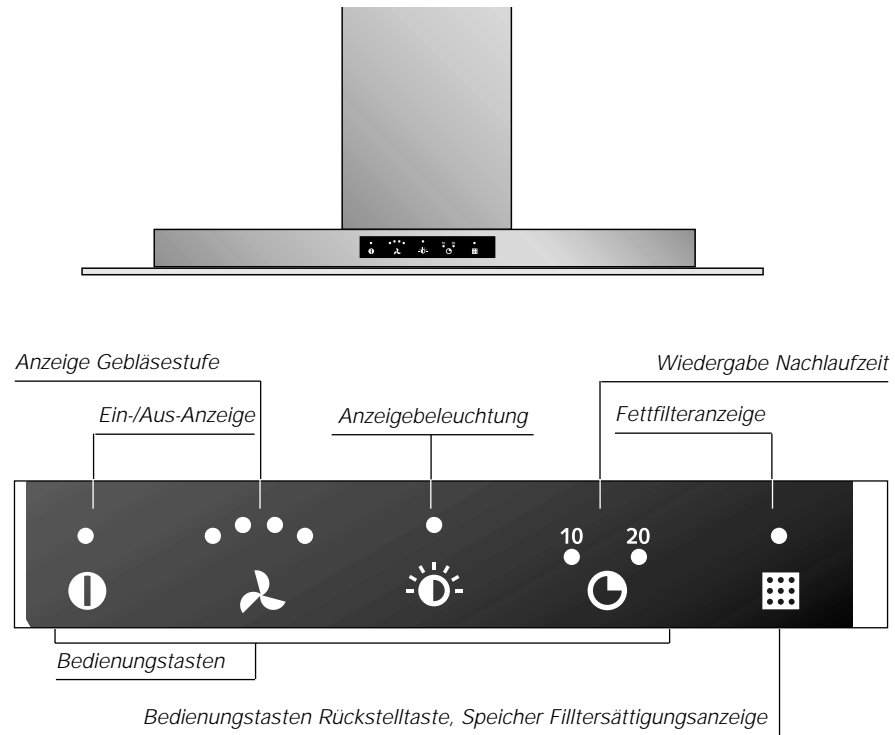 Anzeige Gebläsestufe
Wiedergabe Nachlaufzeit
Ein-/Aus-Anzeige
Anzeigebeleuchtung
Fettfilteranzeige
10 20
Bedienungstasten
Bedienungstasten Rückstelltaste, Speicher Filltersättigungsanzeige